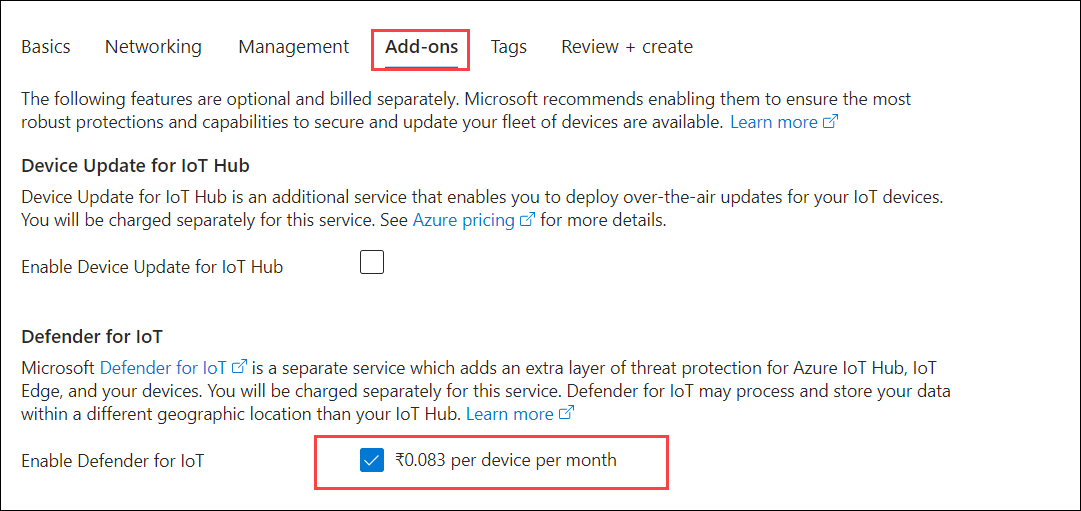 Basics Networking Management Add-ons Tags Review + create
The following features are optional and billed separately. Microsoft recommends enabling them to ensure the most
robust protections and capabilities to secure and update your fleet of devices are available. Learn more
Device Update for IoT Hub
Device Update for IoT Hub is an additional service that enables you to deploy over-the-air updates for your IoT devices.
You will be charged separately for this service. See Azure pricing for more details.
Enable Device Update for IoT Hub
Defender for IoT
Microsoft Defender for IoT is a separate service which adds an extra layer of threat protection for Azure IoT Hub, IoT
Edge, and your devices. You will be charged separately for this service. Defender for IoT may process and store your data
within a different geographic location than your IoT Hub. Learn more
Enable Defender for IoT ₹0.083 per device per month